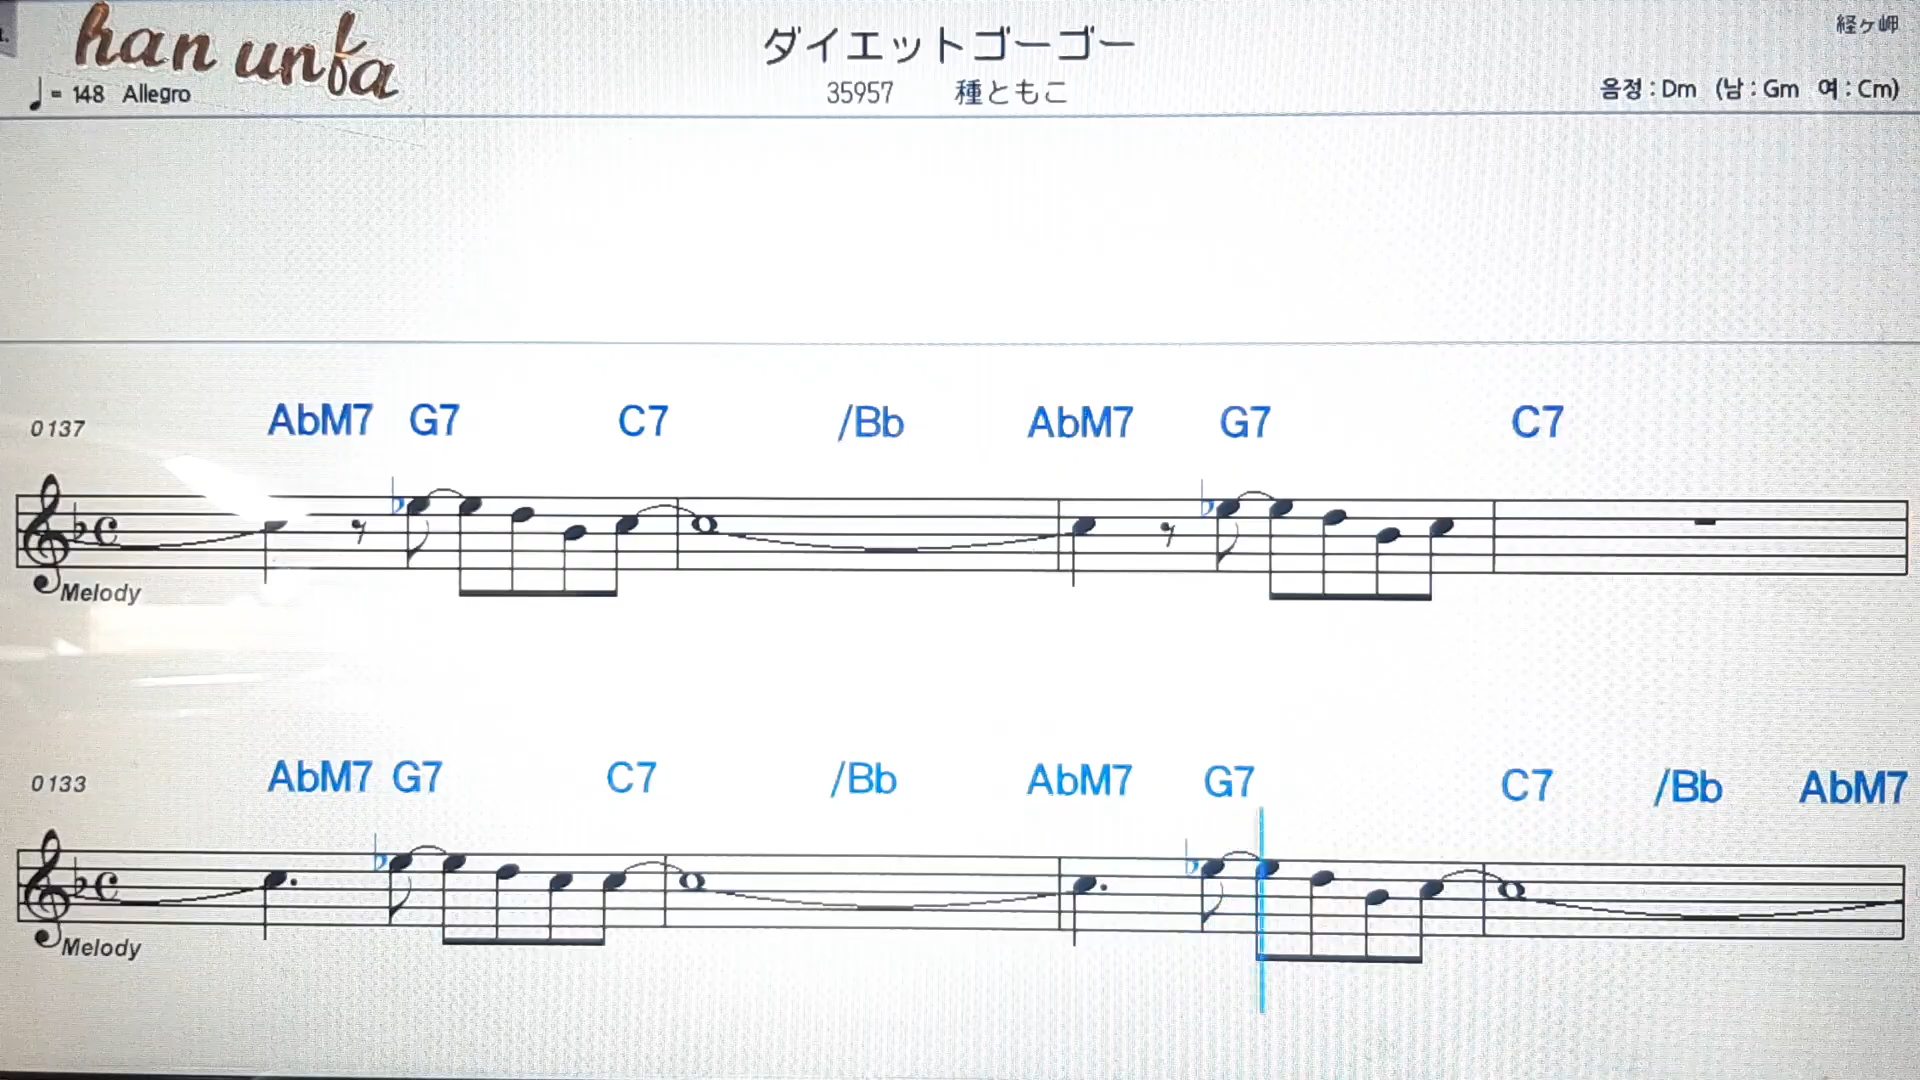 han unfa
ダイエットゴーゴー
経ヶ岬
♩= 148 Allegro
35957 種ともこ
음정 : Dm (남 : Gm 여 : Cm)
0137 AbM7 G7 C7 /Bb AbM7 G7 C7
Melody
0133 AbM7 G7 C7 /Bb AbM7 G7 C7 /Bb AbM7
Melody